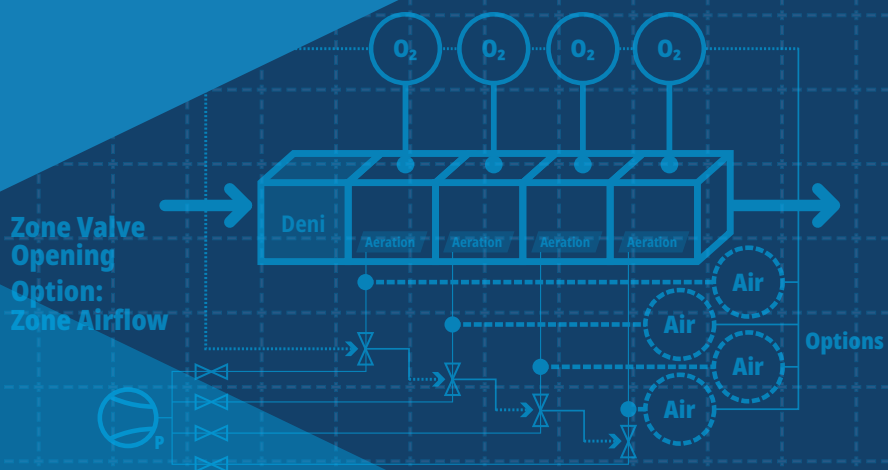 O₂ O₂ O₂ O₂
Deni
Aeration Aeration Aeration Aeration
Zone Valve
Opening
Option:
Zone Airflow
Air
Air
Air
Air
Options
P